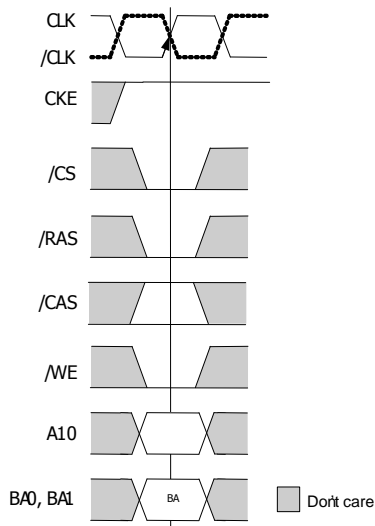 CLK
/CLK
CKE
/CS
/RAS
/CAS
/WE
A10
BA0, BA1
BA
Don't care